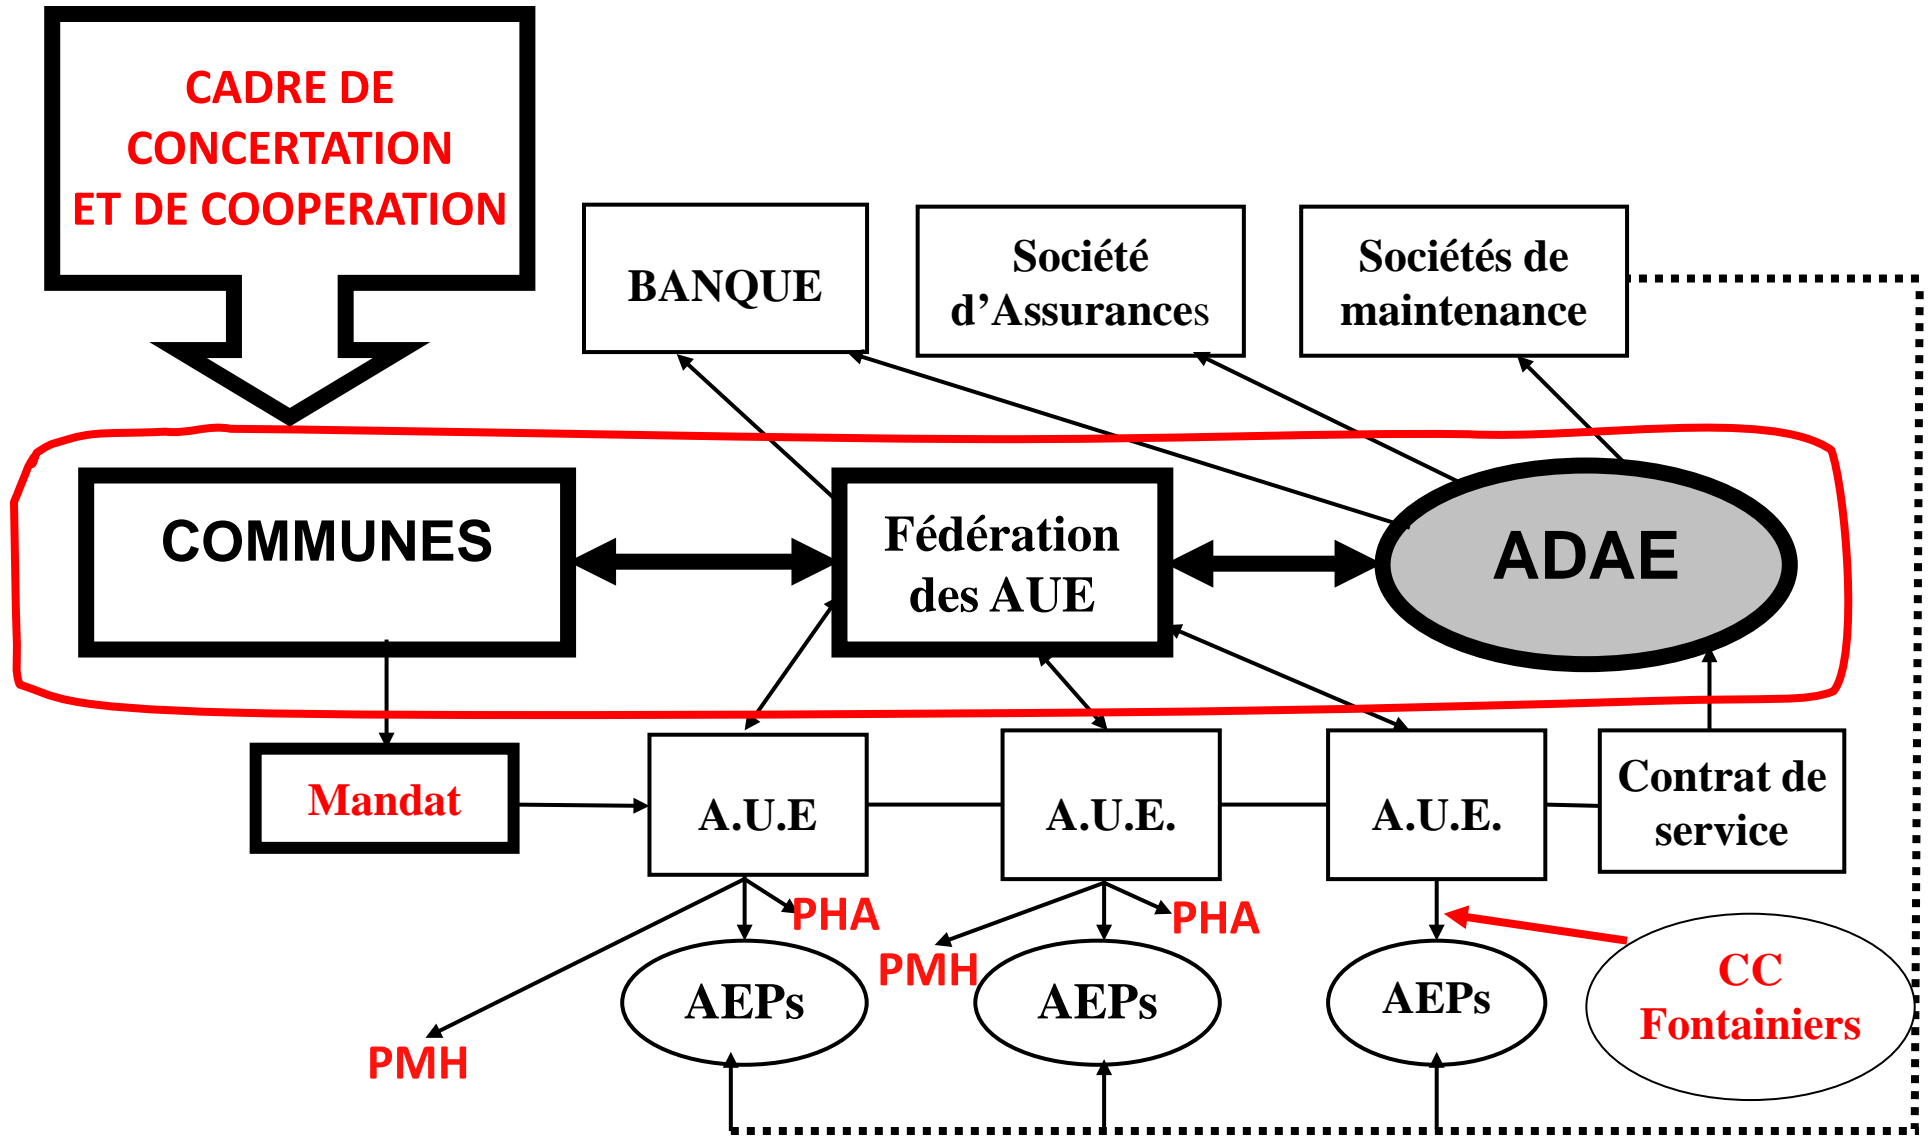 CADRE DE
CONCERTATION
ET DE COOPERATION
BANQUE
Société
d’Assurances
Sociétés de
maintenance
COMMUNES
Fédération
des AUE
ADAE
Mandat
A.U.E
A.U.E.
A.U.E.
Contrat de
service
PHA
PHA
PMH
AEPs
AEPs
AEPs
CC
Fontainiers
PMH